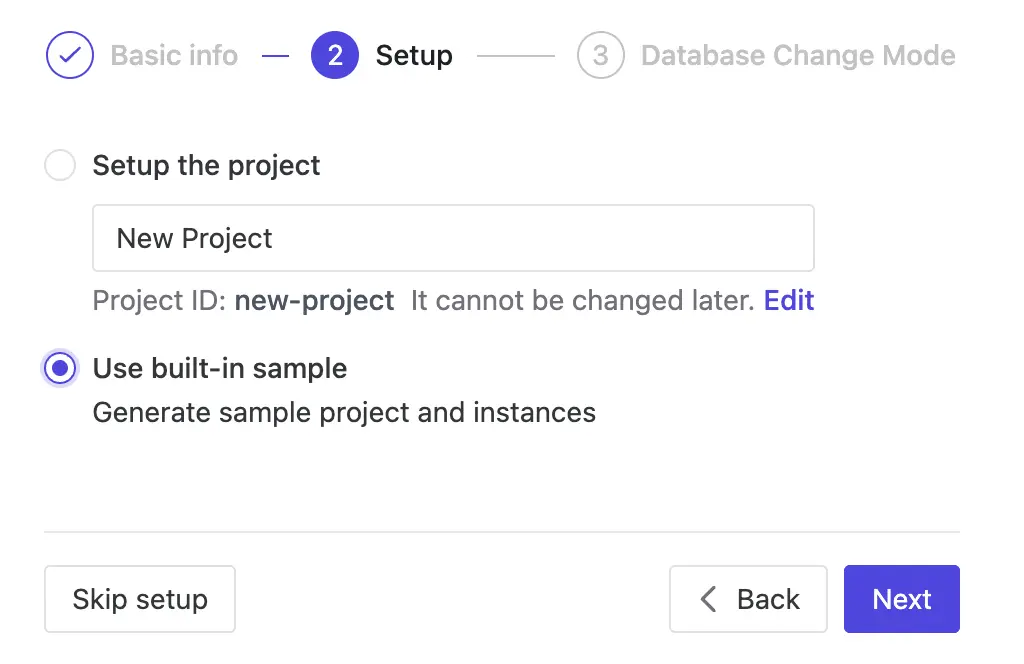 Basic info 2 Setup 3 Database Change Mode
Setup the project
New Project
Project ID: new-project It cannot be changed later. Edit
Use built-in sample
Generate sample project and instances
Skip setup Back Next